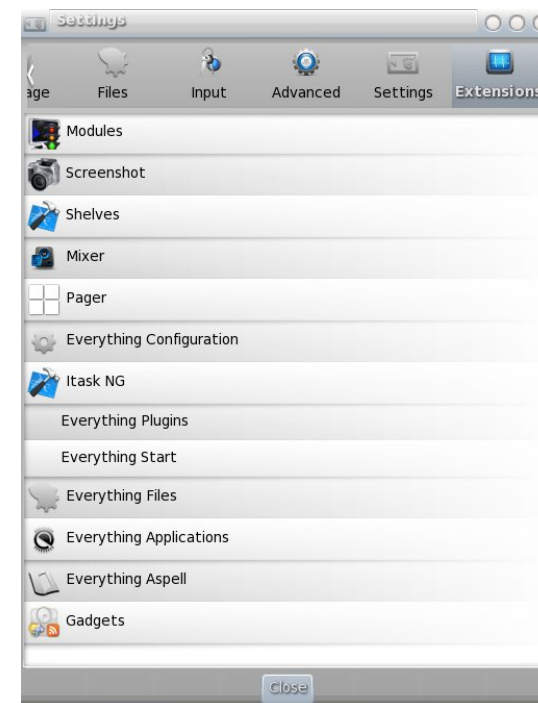 Settings
age Files Input Advanced Settings Extensions
Modules
Screenshot
Shelves
Mixer
Pager
Everything Configuration
Itask NG
Everything Plugins
Everything Start
Everything Files
Everything Applications
Everything Aspell
Gadgets
Close